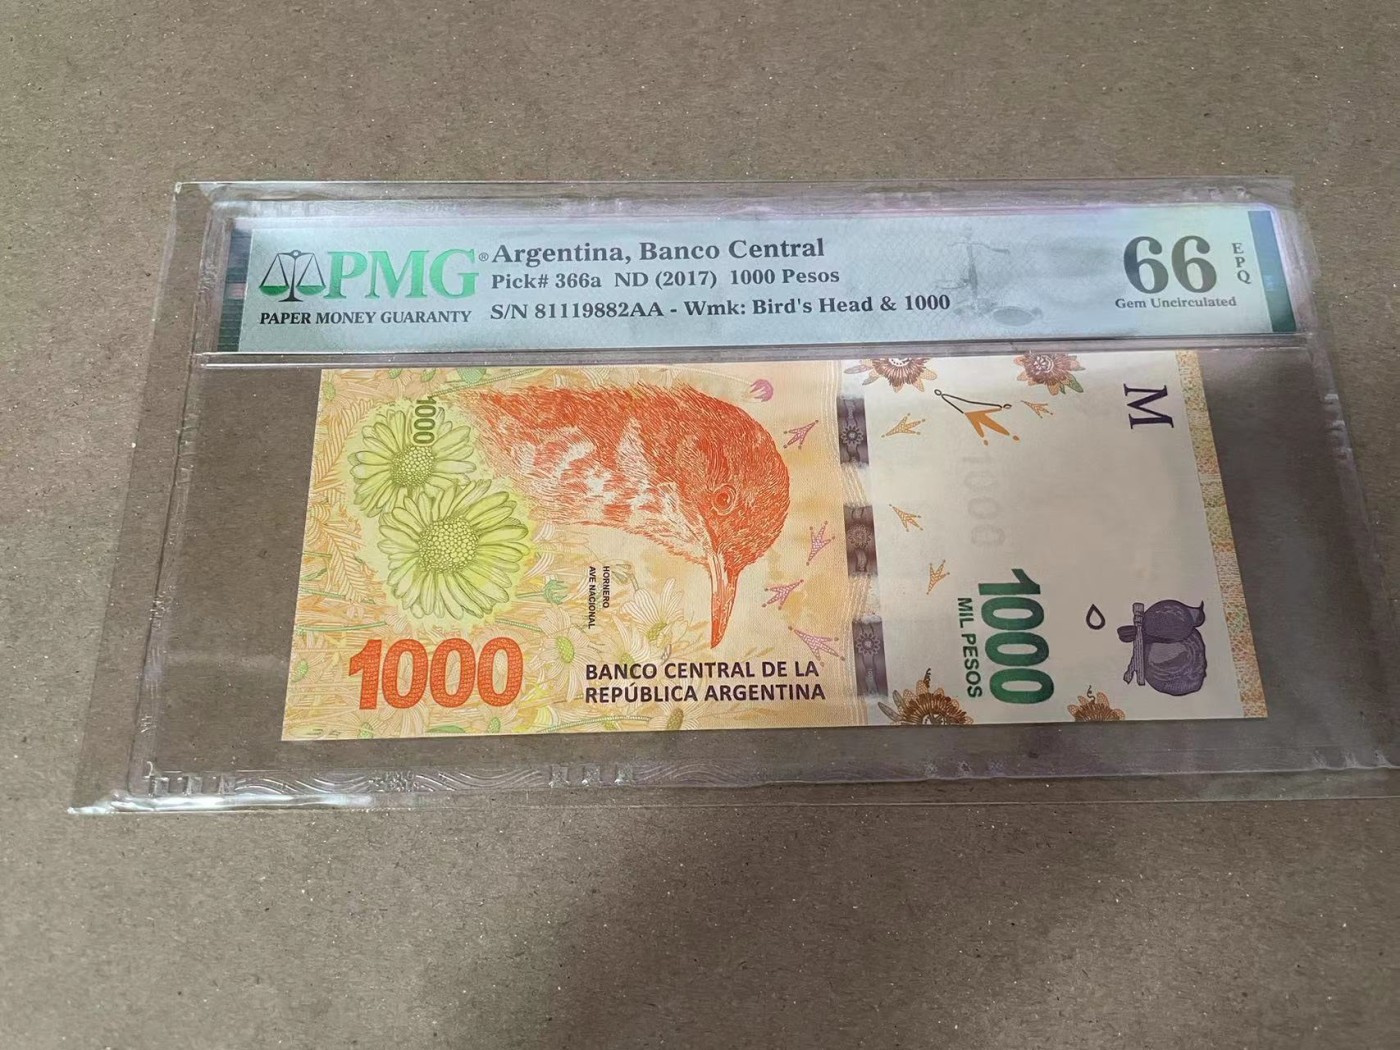 PMG®
PAPER MONEY GUARANTY
Argentina, Banco Central
Pick# 366a ND (2017) 1000 Pesos
S/N 81119882AA - Wmk: Bird's Head & 1000
66
EPQ
Gem Uncirculated
1000
HORNERO
AVE NACIONAL
1000
BANCO CENTRAL DE LA
REPÚBLICA ARGENTINA
M
1000
1000
MIL PESOS